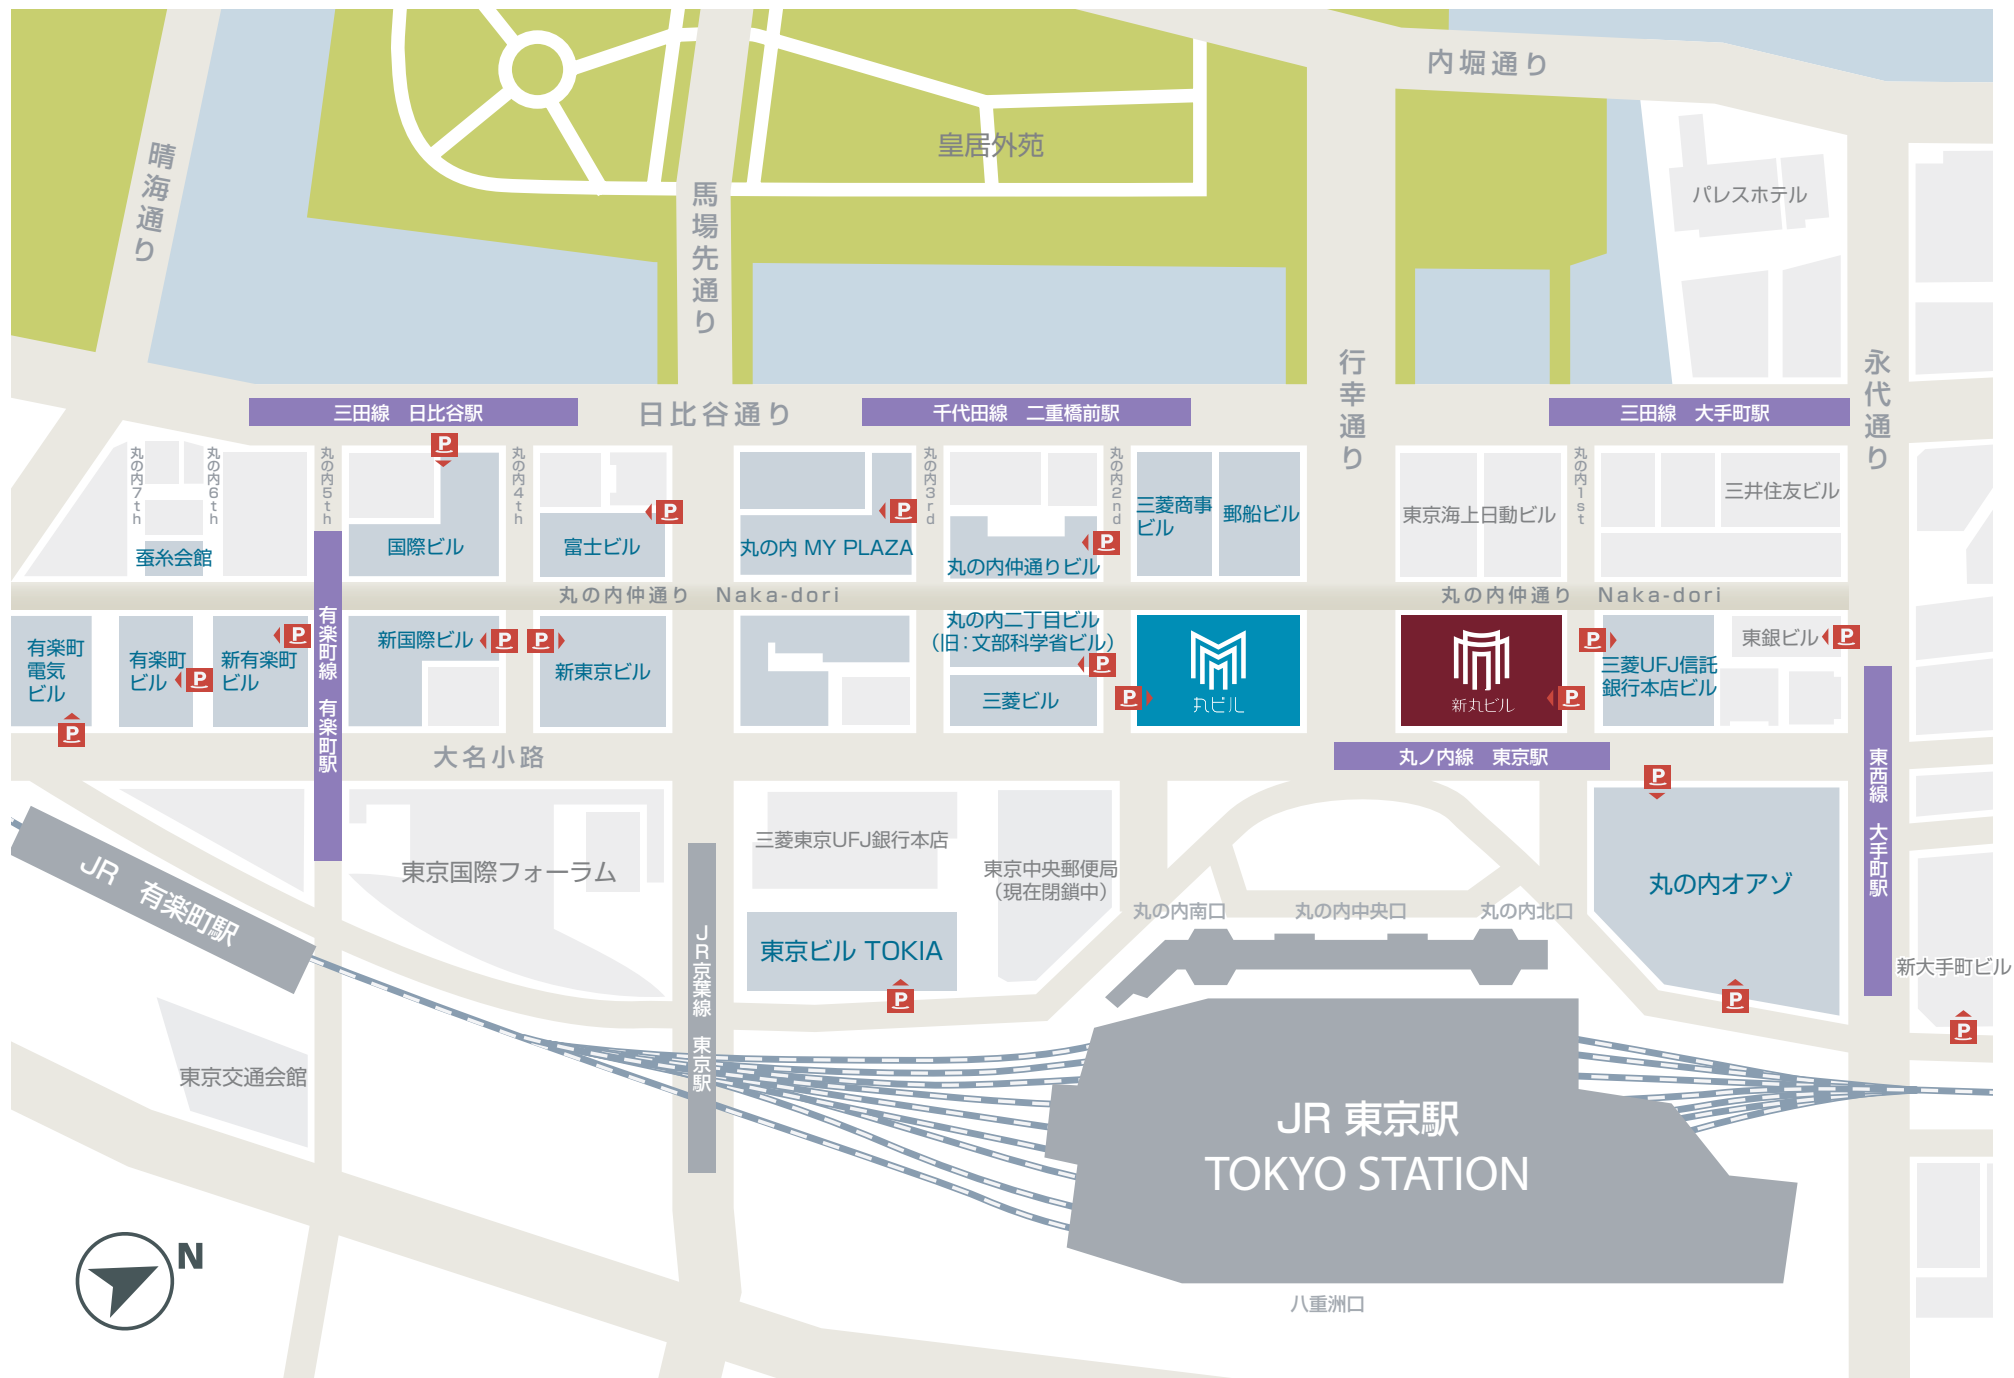 内堀通り
晴海通り
馬場先通り
皇居外苑
パレスホテル
行幸通り
永代通り
三田線　日比谷駅
日比谷通り
千代田線　二重橋前駅
三田線　大手町駅
丸の内7th
丸の内6th
丸の内5th
P
丸の内4th
丸の内3rd
丸の内2nd
丸の内1st
蚕糸会館
国際ビル
富士ビル
P
丸の内 MY PLAZA
P
丸の内仲通りビル
P
三菱商事
ビル
郵船ビル
東京海上日動ビル
三井住友ビル
丸の内仲通り　Naka-dori
丸の内仲通り　Naka-dori
有楽町
電気
ビル
P
有楽町
ビル
P
新有楽町
ビル
P
有楽町線　有楽町駅
新国際ビル
P
P
新東京ビル
丸の内二丁目ビル
（旧：文部科学省ビル）
P
三菱ビル
P
丸ビル
新丸ビル
P
P
三菱UFJ信託
銀行本店ビル
東銀ビル
P
大名小路
丸ノ内線　東京駅
東西線　大手町駅
P
JR　有楽町駅
東京国際フォーラム
三菱東京UFJ銀行本店
東京中央郵便局
（現在閉鎖中）
丸の内オアゾ
丸の内南口
丸の内中央口
丸の内北口
JR京葉線　東京駅
東京ビル TOKIA
P
P
新大手町ビル
P
東京交通会館
JR 東京駅
TOKYO STATION
N
八重洲口